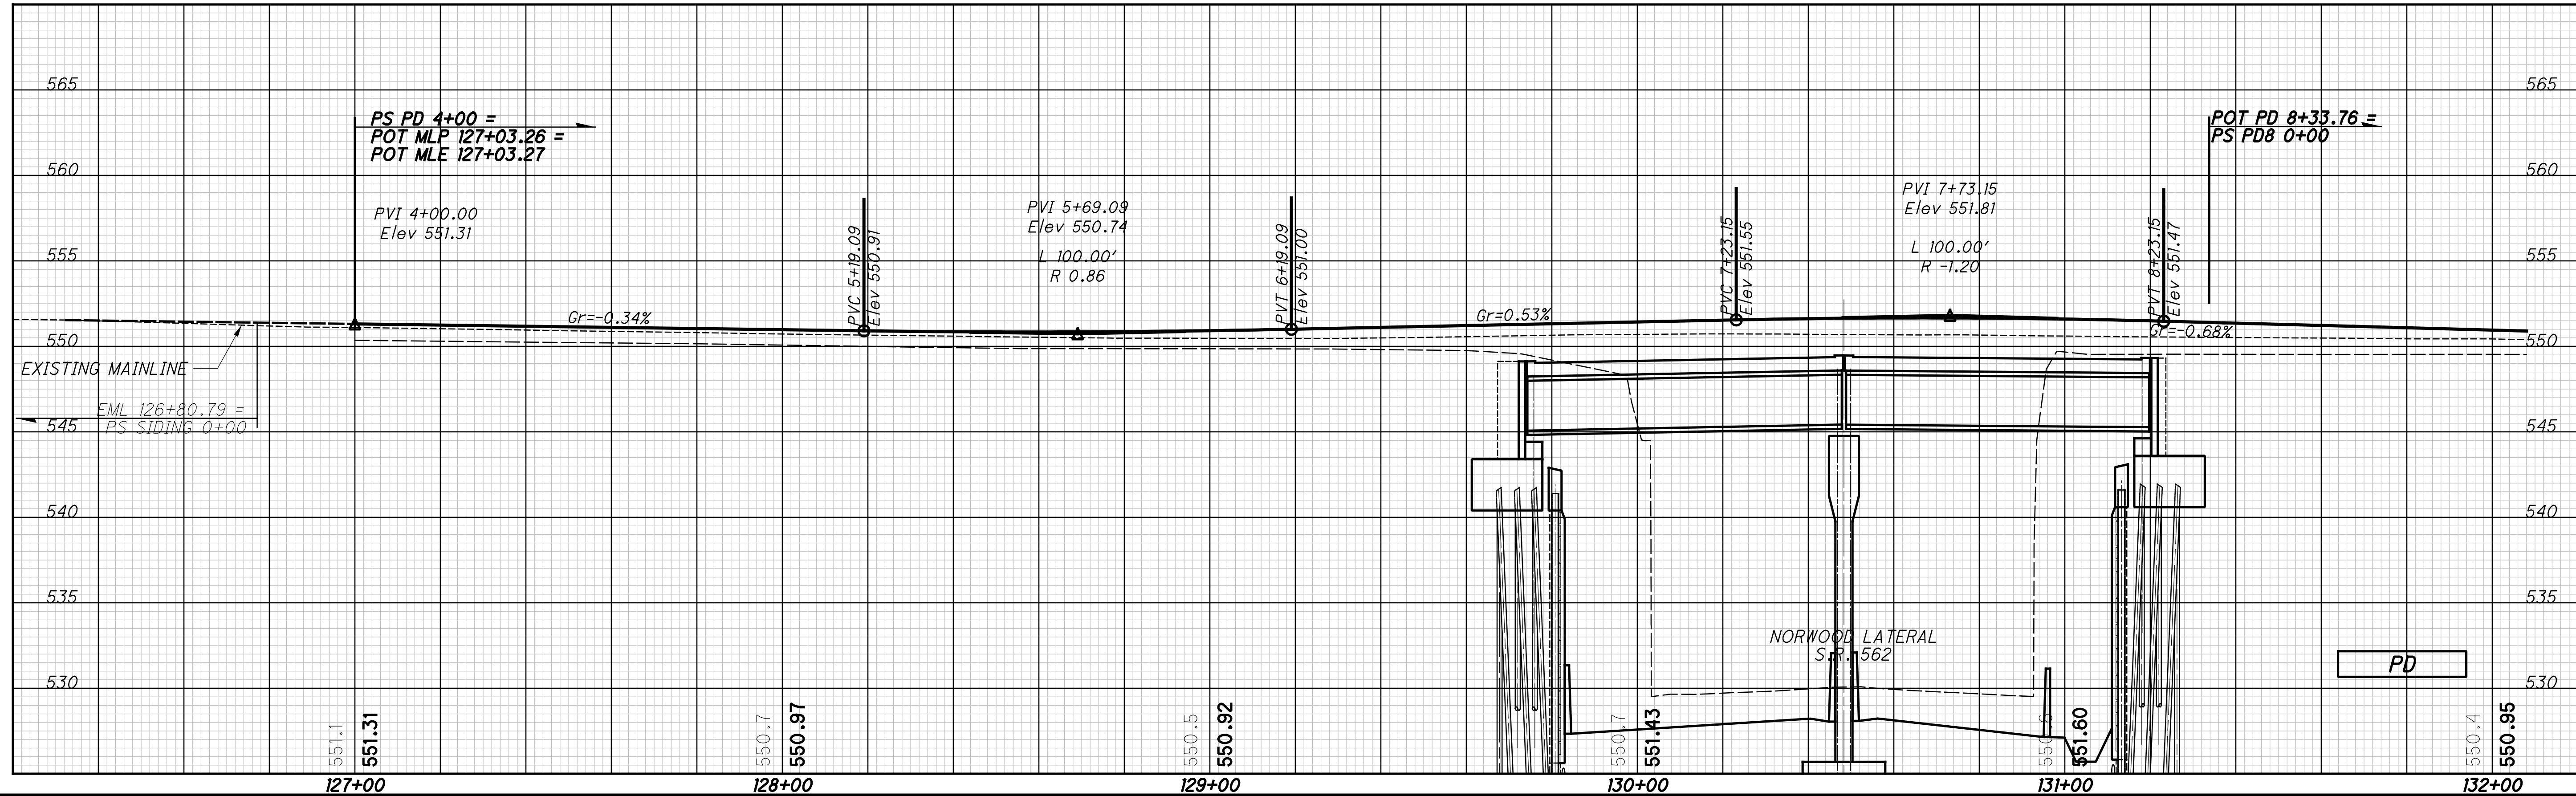 565
565
PS PD 4+00 =
POT MLP 127+03.26 =
POT MLE 127+03.27
POT PD 8+33.76 =
PS PD8 0+00
560
560
PVI 4+00.00
Elev 551.31
PVI 5+69.09
Elev 550.74
L 100.00'
R 0.86
PVI 7+73.15
Elev 551.81
L 100.00'
R -1.20
PVC 5+19.09
Elev 550.91
PVT 6+19.09
Elev 551.00
PVC 7+23.15
Elev 551.55
PVT 8+23.15
Elev 551.47
555
555
Gr=-0.34%
Gr=0.53%
Gr=-0.68%
550
550
EXISTING MAINLINE
EML 126+80.79 =
PS SIDING 0+00
545
545
540
540
535
535
NORWOOD LATERAL
S.R. 562
PD
530
530
551.1
551.31
550.7
550.97
550.5
550.92
550.7
551.43
550.6
551.60
550.4
550.95
127+00
128+00
129+00
130+00
131+00
132+00